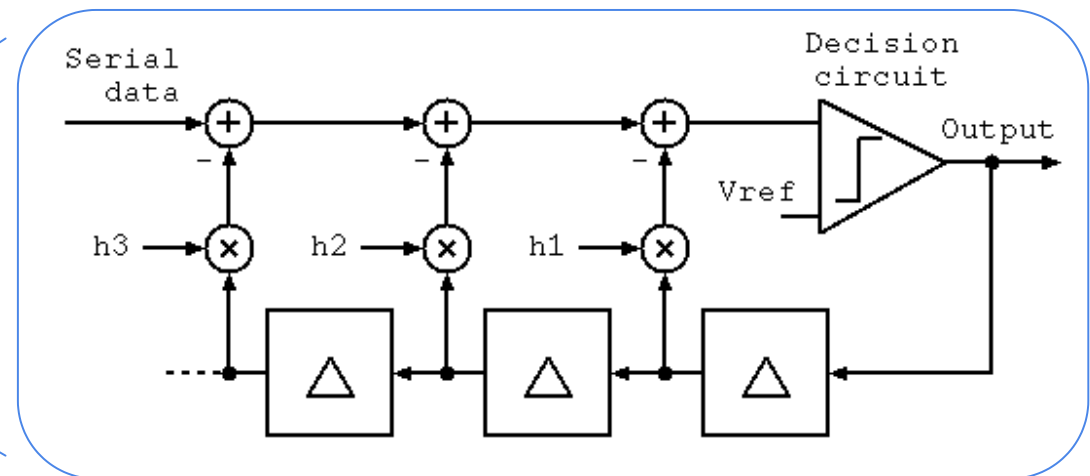 Serial
data
Decision
circuit
Output
Vref
h3
h2
h1